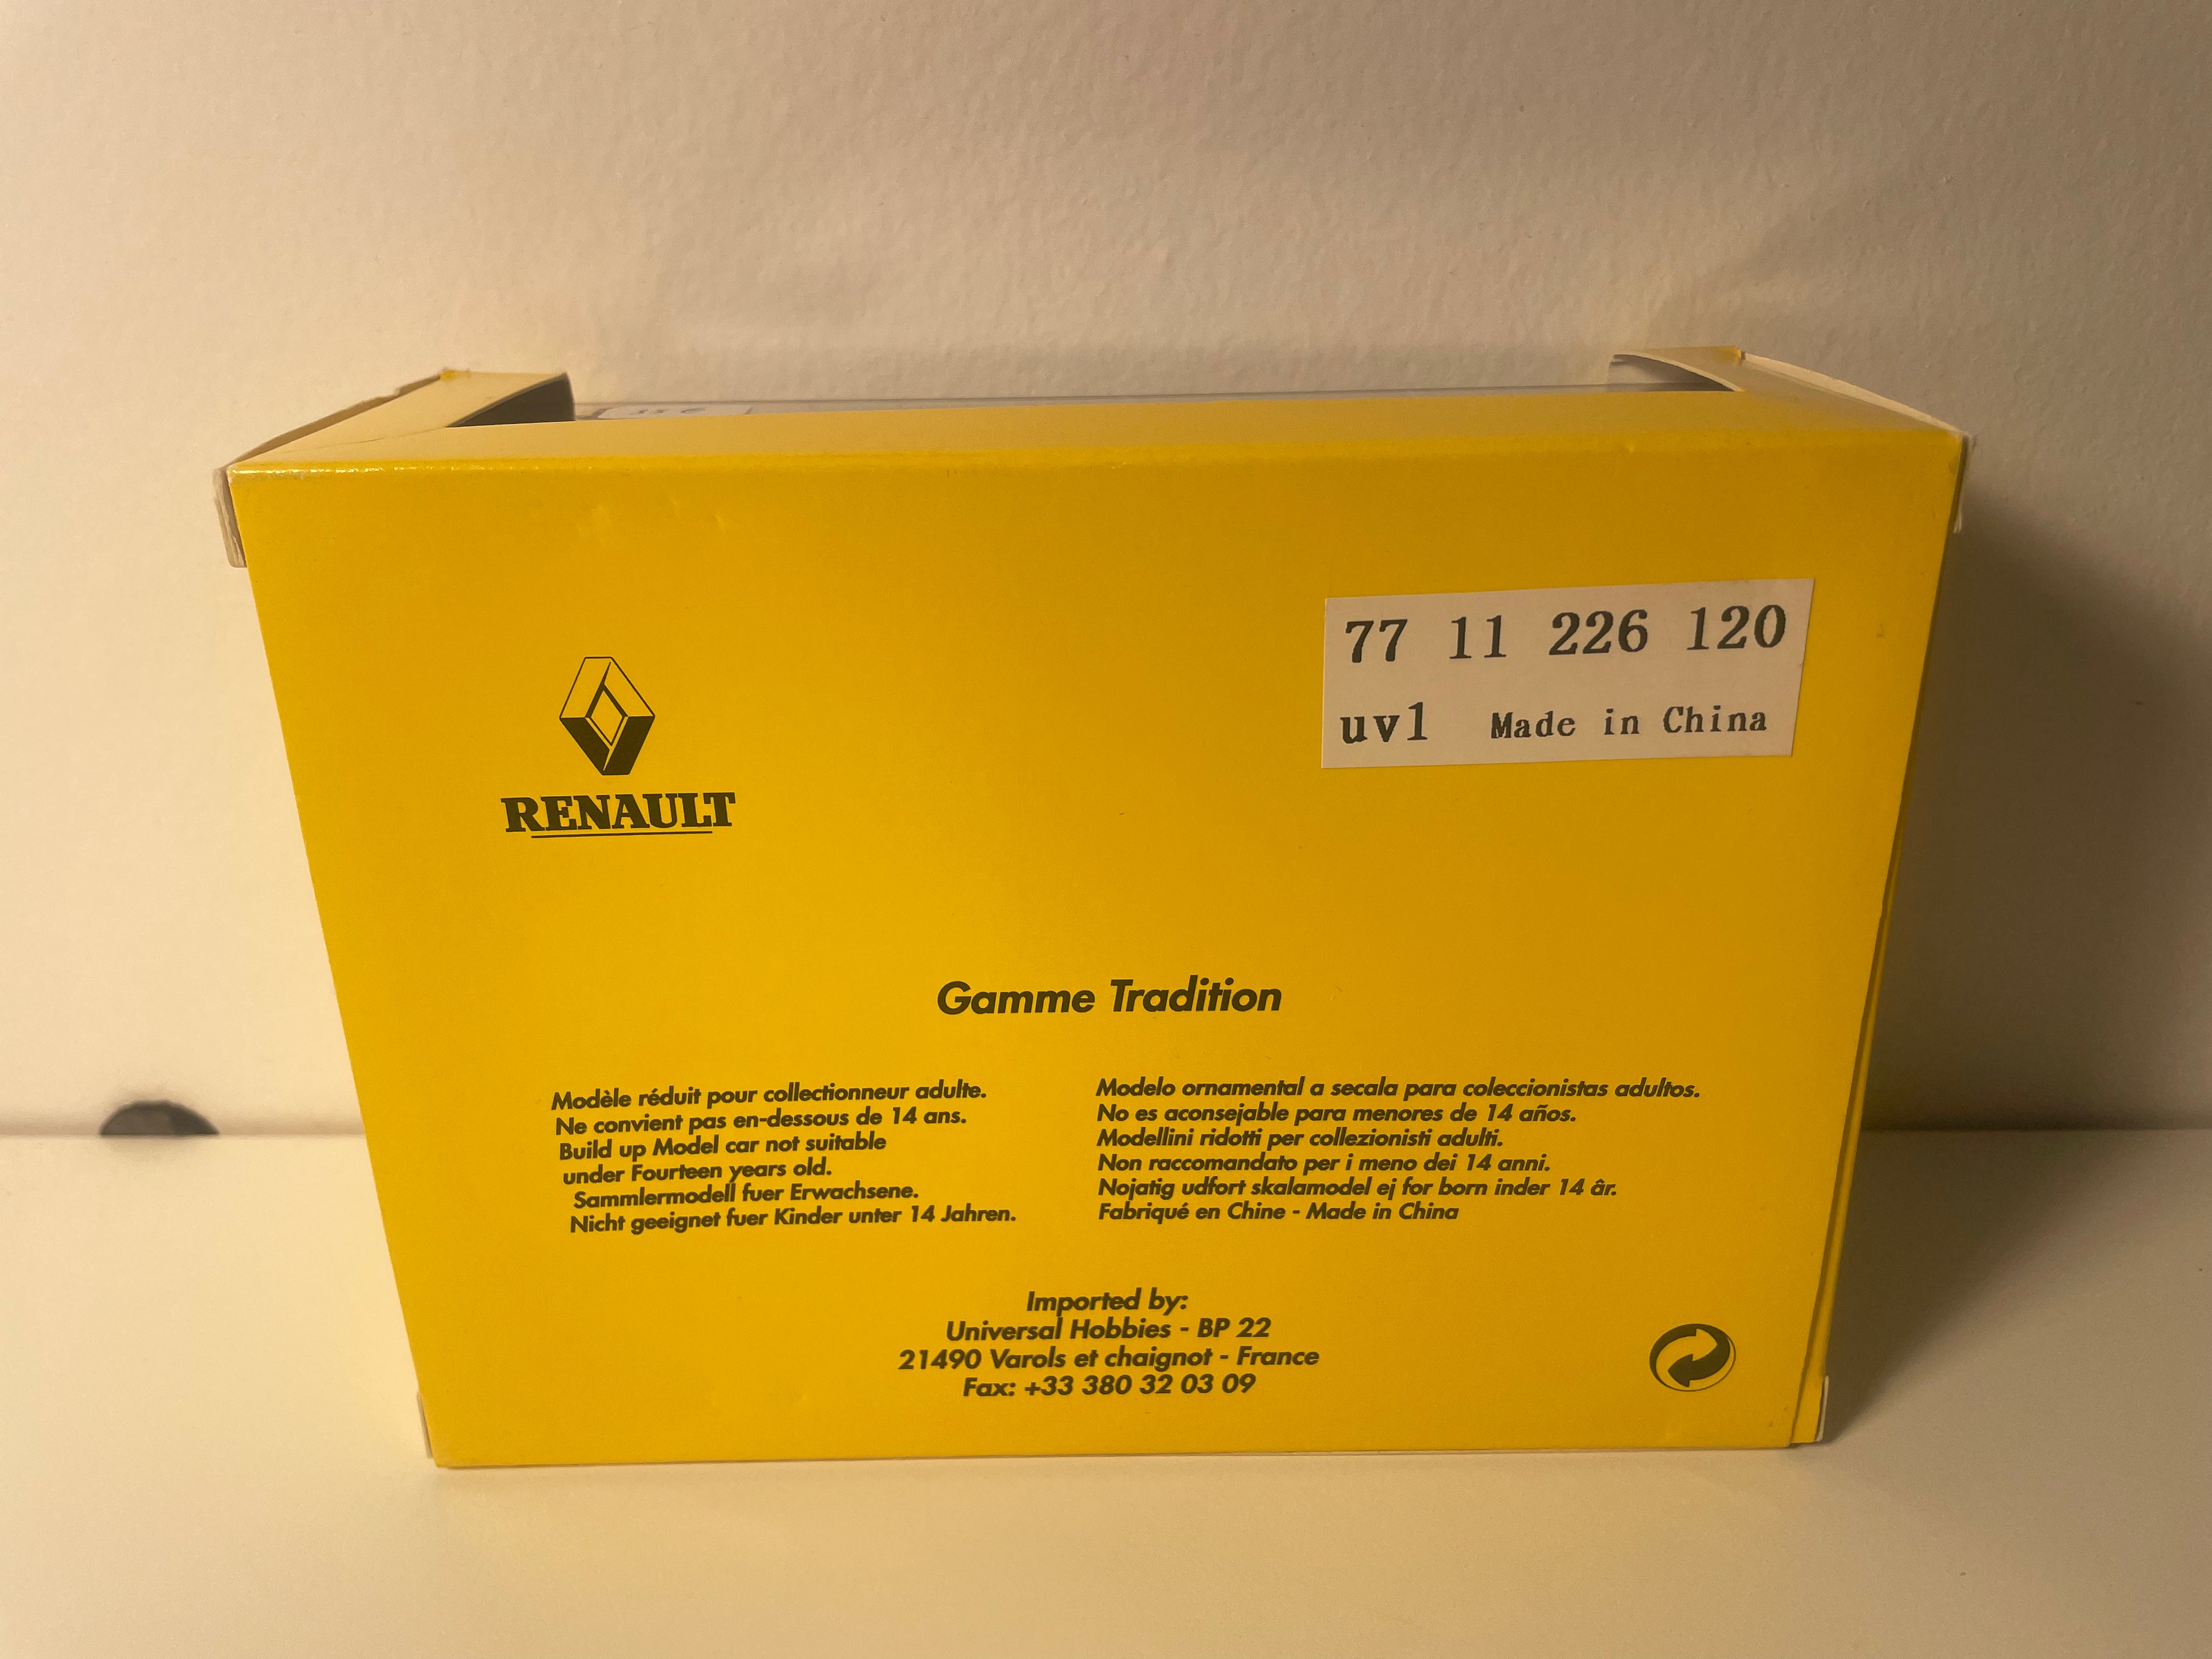 77 11 226 120
uv1 Made in China
RENAULT
Gamme Tradition
Modèle réduit pour collectionneur adulte.
Ne convient pas en-dessous de 14 ans.
Build up Model car not suitable
under Fourteen years old.
Sammlermodell fuer Erwachsene.
Nicht geeignet fuer Kinder unter 14 Jahren.
Modelo ornamental a secala para coleccionistas adultos.
No es aconsejable para menores de 14 años.
Modellini ridotti per collezionisti adulti.
Non raccomandato per i meno dei 14 anni.
Nojatig udfort skalamodel ej for born inder 14 âr.
Fabriqué en Chine - Made in China
Imported by:
Universal Hobbies - BP 22
21490 Varols et chaignot - France
Fax: +33 380 32 03 09